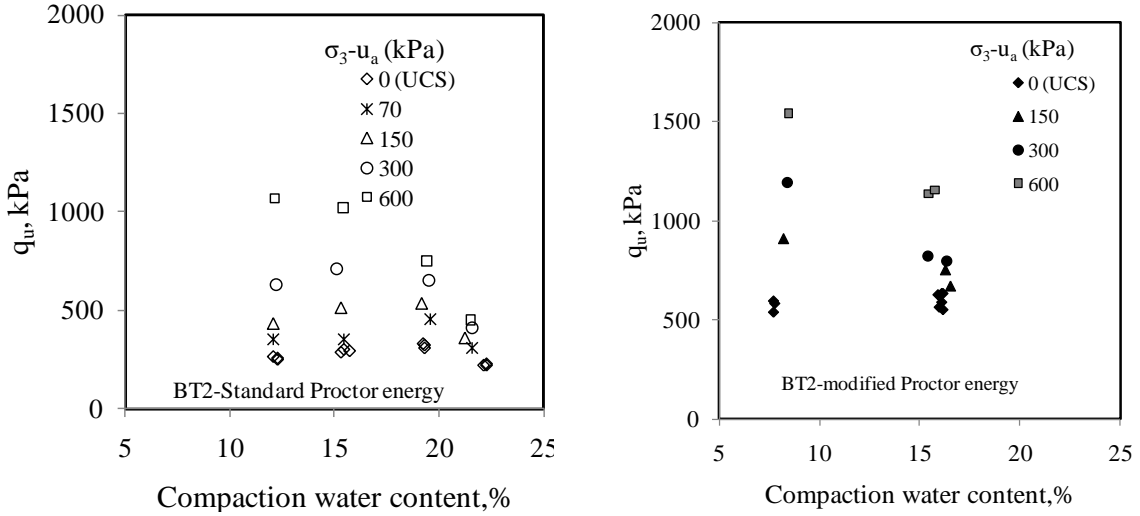 2000
1500
1000
500
0
qu, kPa
σ3-ua (kPa)
0 (UCS)
70
150
300
600
BT2-Standard Proctor energy
5
10
15
20
25
Compaction water content,%
2000
1500
1000
500
0
qu, kPa
σ3-ua (kPa)
0 (UCS)
150
300
600
BT2-modified Proctor energy
5
10
15
20
25
Compaction water content,%